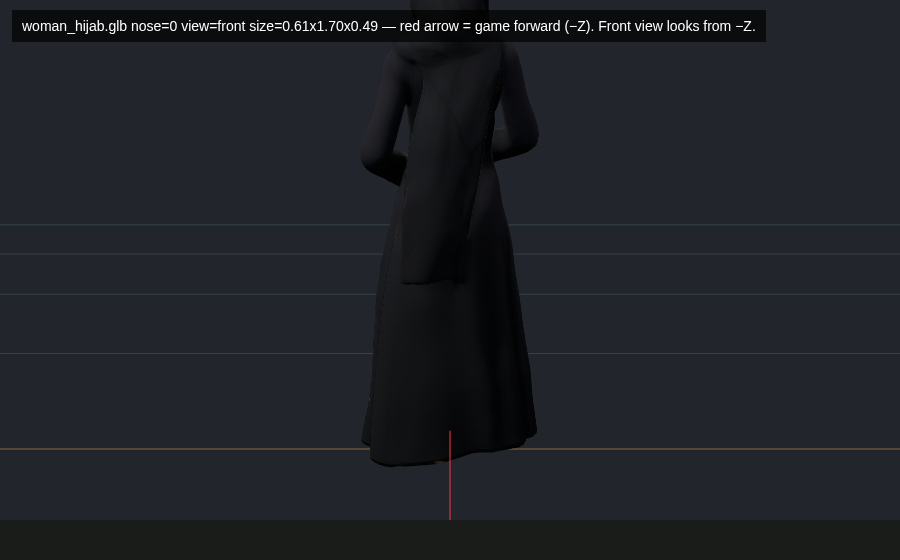 woman_hijab.glb nose=0 view=front size=0.61x1.70x0.49 — red arrow = game forward (−Z). Front view looks from −Z.